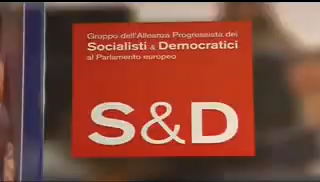 Gruppo dell'Alleanza Progressista dei
Socialisti & Democratici
al Parlamento europeo
S&D